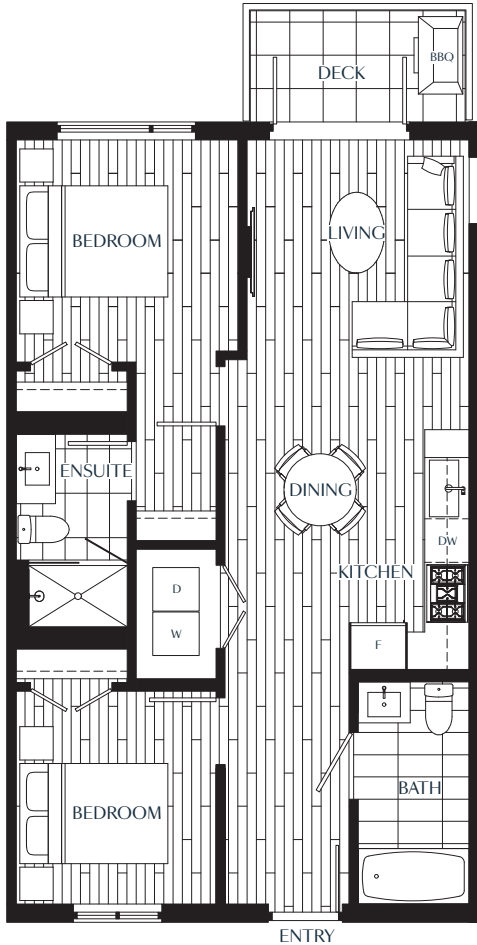 BBQ
DECK
LIVING
BEDROOM
ENSUITE
DINING
DW
KITCHEN
D
W
F
BATH
BEDROOM
ENTRY